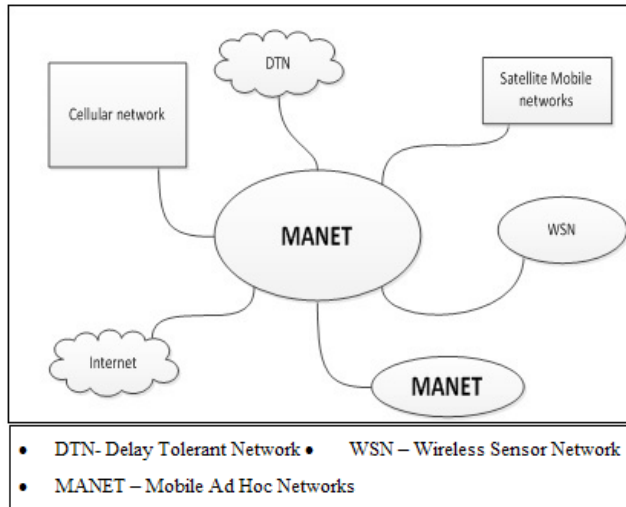 DTN
Satellite Mobile
networks
Cellular network
MANET
WSN
Internet
MANET
• DTN- Delay Tolerant Network • WSN – Wireless Sensor Network
• MANET – Mobile Ad Hoc Networks